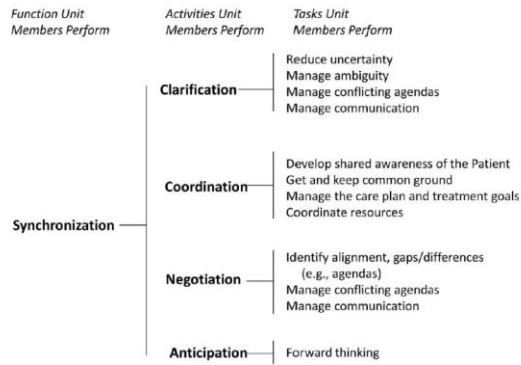 Function Unit
Members Perform
Activities Unit
Members Perform
Tasks Unit
Members Perform
Synchronization
Clarification
Reduce uncertainty
Manage ambiguity
Manage conflicting agendas
Manage communication
Coordination
Develop shared awareness of the Patient
Get and keep common ground
Manage the care plan and treatment goals
Coordinate resources
Negotiation
Identify alignment, gaps/differences
(e.g., agendas)
Manage conflicting agendas
Manage communication
Anticipation
Forward thinking